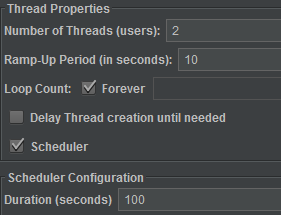 Thread Properties
Number of Threads (users): 2
Ramp-Up Period (in seconds): 10
Loop Count: Forever
Delay Thread creation until needed
Scheduler
Scheduler Configuration
Duration (seconds) 100